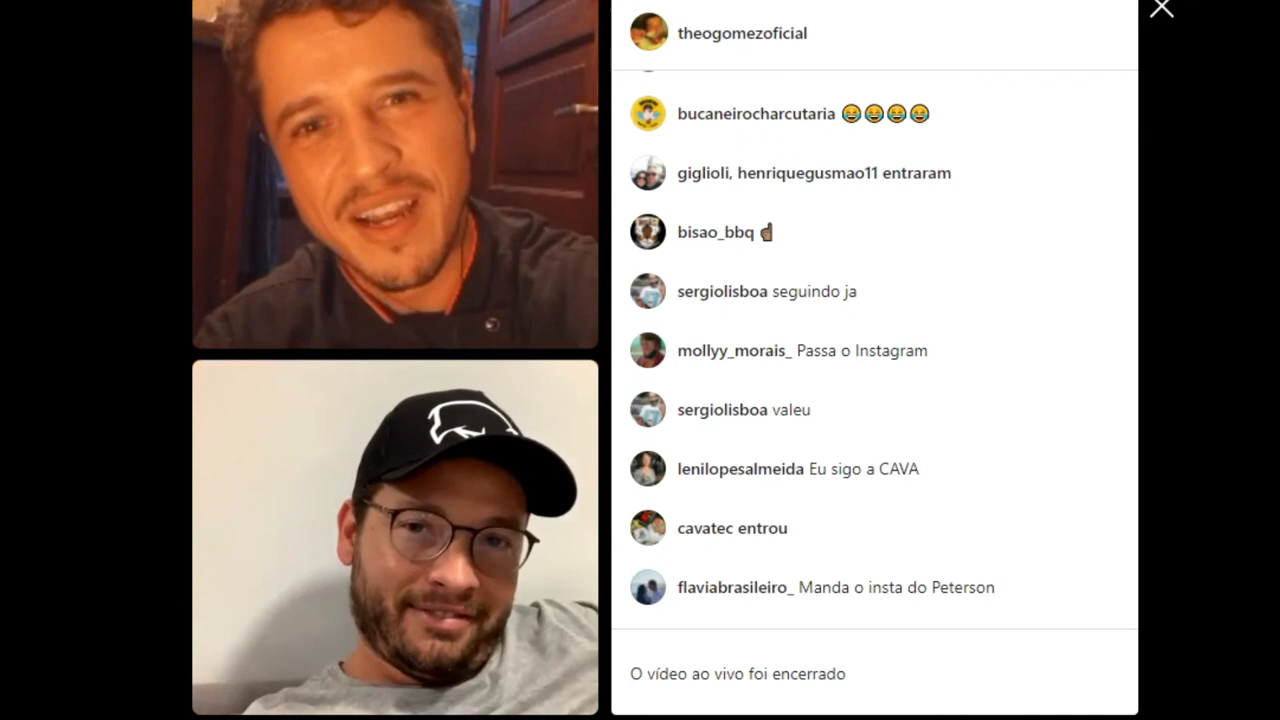 theogomezoficial
bucaneirocharcutaria 😂😂😂😂
giglioli, henriquegusmao11 entraram
bisao_bbq ☝🏾
sergiolisboa seguindo ja
mollyy_morais_ Passa o Instagram
sergiolisboa valeu
lenilopesalmeida Eu sigo a CAVA
cavatec entrou
flaviabrasileiro_ Manda o insta do Peterson
O vídeo ao vivo foi encerrado